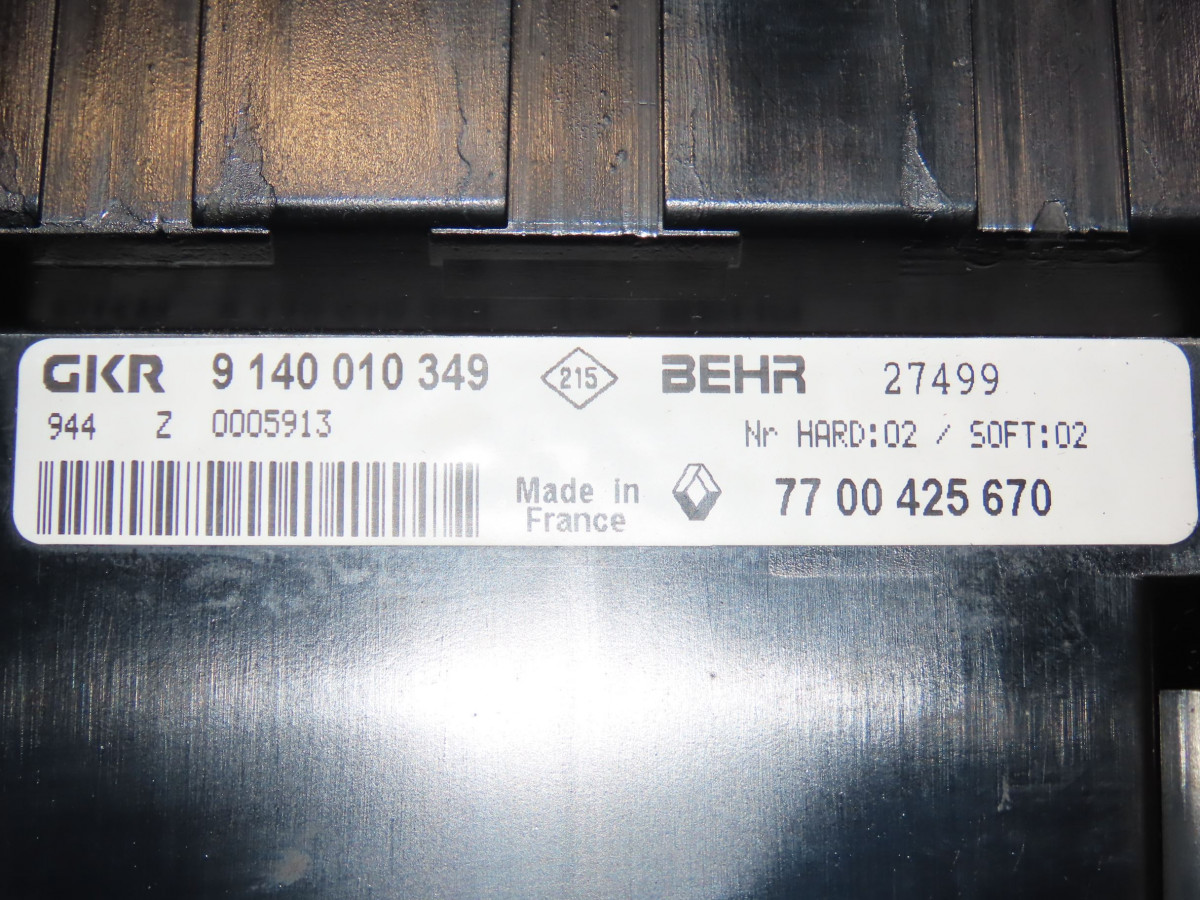 GKR 9 140 010 349 215 BEHR 27499
944 Z 0005913 Nr HARD:02 / SOFT:02
Made in
France
77 00 425 670